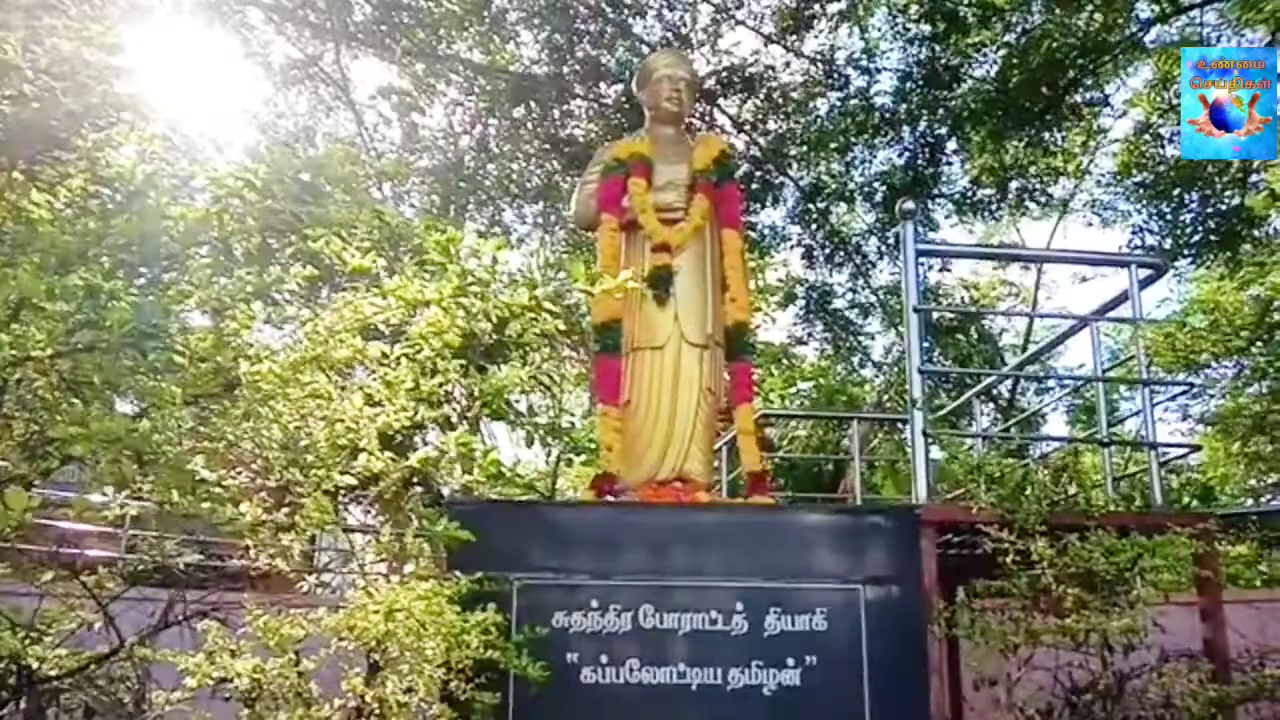 உண்மை
செய்திகள்
சுதந்திர போராட்டத் தியாகி
"கப்பலோட்டிய தமிழன்"